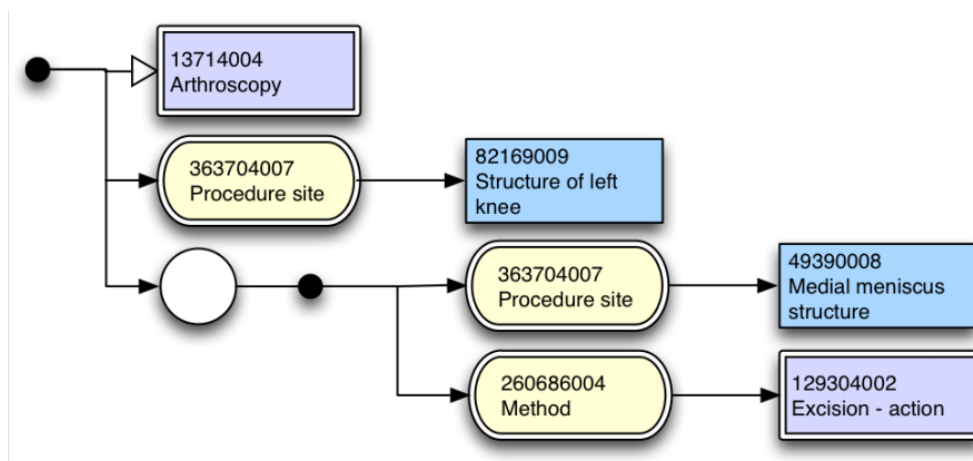 13714004
Arthroscopy
363704007
Procedure site
82169009
Structure of left
knee
363704007
Procedure site
49390008
Medial meniscus
structure
260686004
Method
129304002
Excision - action